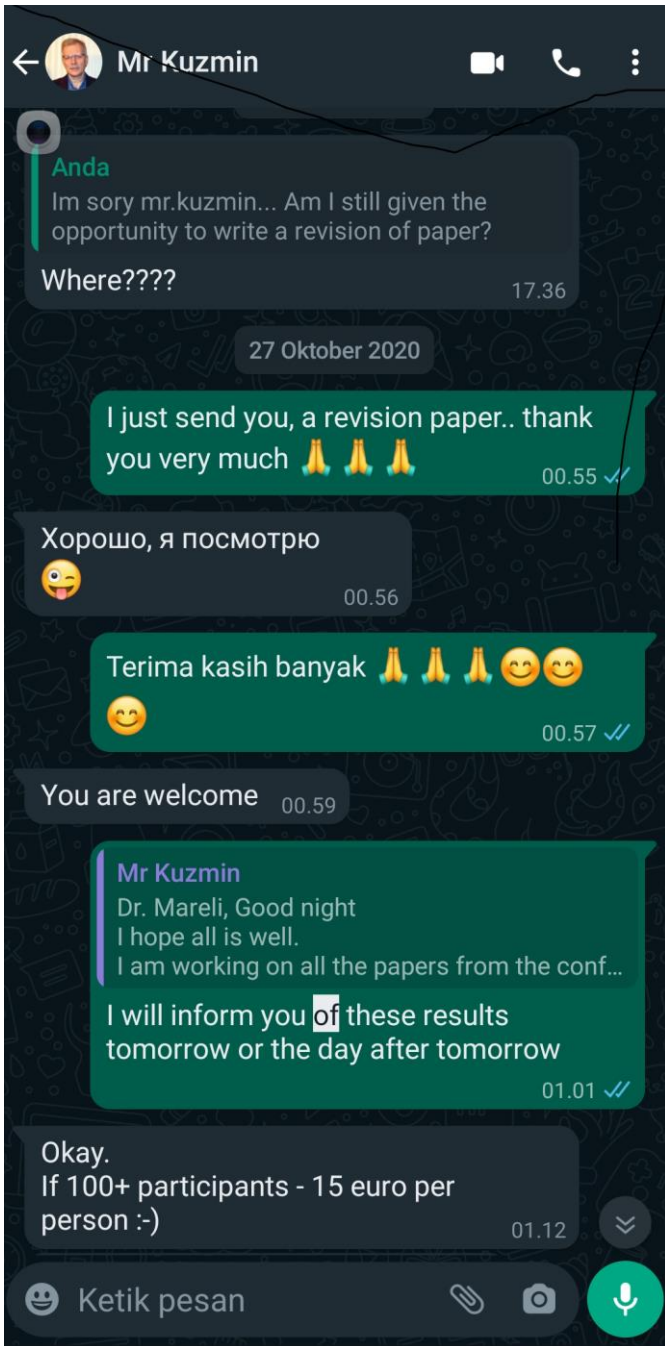 Mr Kuzmin
Anda
Im sory mr.kuzmin... Am I still given the
opportunity to write a revision of paper?
Where????
17.36
27 Oktober 2020
I just send you, a revision paper.. thank
you very much 🙏 🙏 🙏
00.55
Хорошо, я посмотрю
😜
00.56
Terima kasih banyak 🙏 🙏 🙏😊😊
😊
00.57
You are welcome 00.59
Mr Kuzmin
Dr. Mareli, Good night
I hope all is well.
I am working on all the papers from the conf...
I will inform you of these results
tomorrow or the day after tomorrow
01.01
Okay.
If 100+ participants - 15 euro per
person :-)
01.12
Ketik pesan